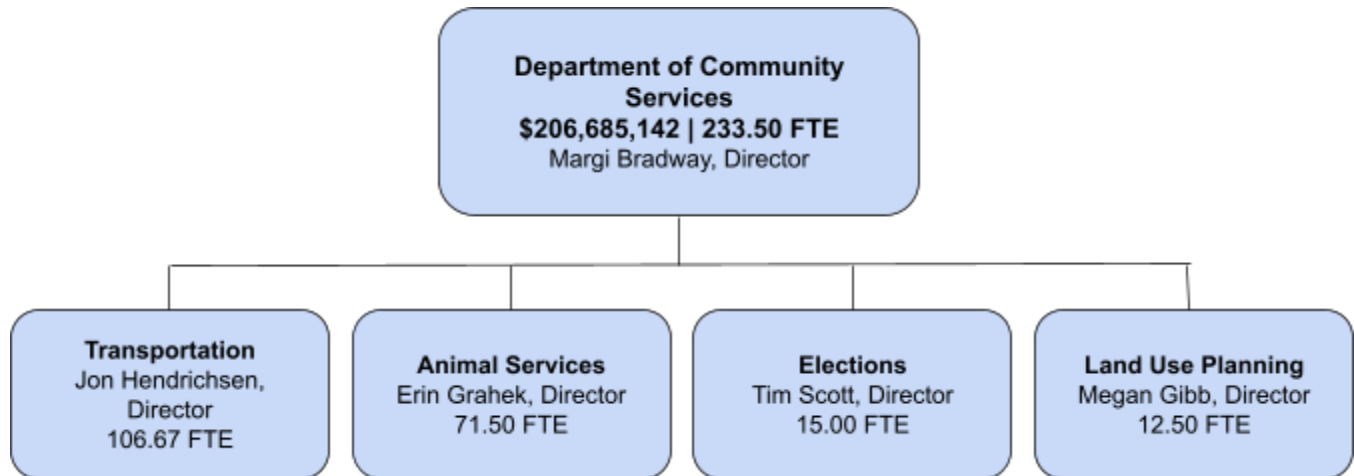 Department of Community
Services
$206,685,142 | 233.50 FTE
Margi Bradway, Director
Transportation
Jon Hendrichsen,
Director
106.67 FTE
Animal Services
Erin Grahek, Director
71.50 FTE
Elections
Tim Scott, Director
15.00 FTE
Land Use Planning
Megan Gibb, Director
12.50 FTE